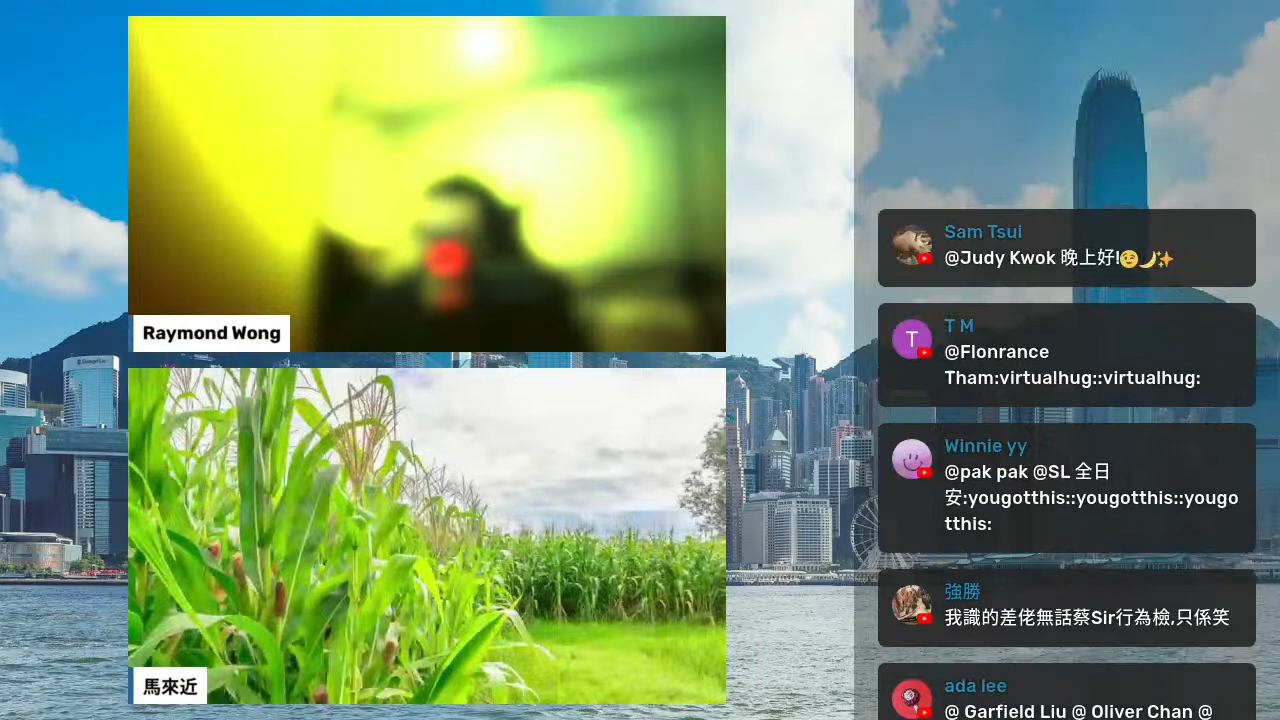 Raymond Wong
馬來近
Sam Tsui
@Judy Kwok 晚上好!😉🌙✨
T M
T
@Flonrance
Tham:virtualhug::virtualhug:
Winnie yy
@pak pak @SL 全日
安:yougotthis::yougotthis::yougo
tthis:
強勝
我識的差佬無話蔡Sir行為檢,只係笑
ada lee
@ Garfield Liu @ Oliver Chan @